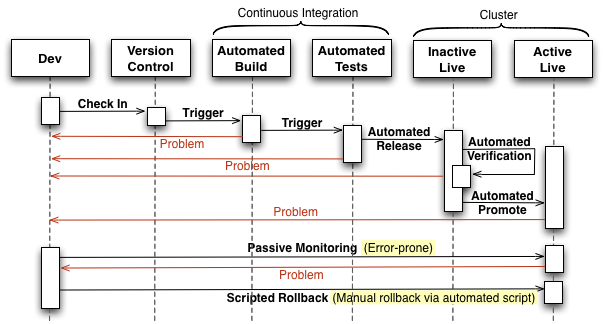 Continuous Integration
Cluster
Dev
Version
Control
Automated
Build
Automated
Tests
Inactive
Live
Active
Live
Check In
Trigger
Trigger
Automated
Release
Automated
Verification
Problem
Problem
Automated
Promote
Problem
Passive Monitoring (Error-prone)
Problem
Scripted Rollback (Manual rollback via automated script)